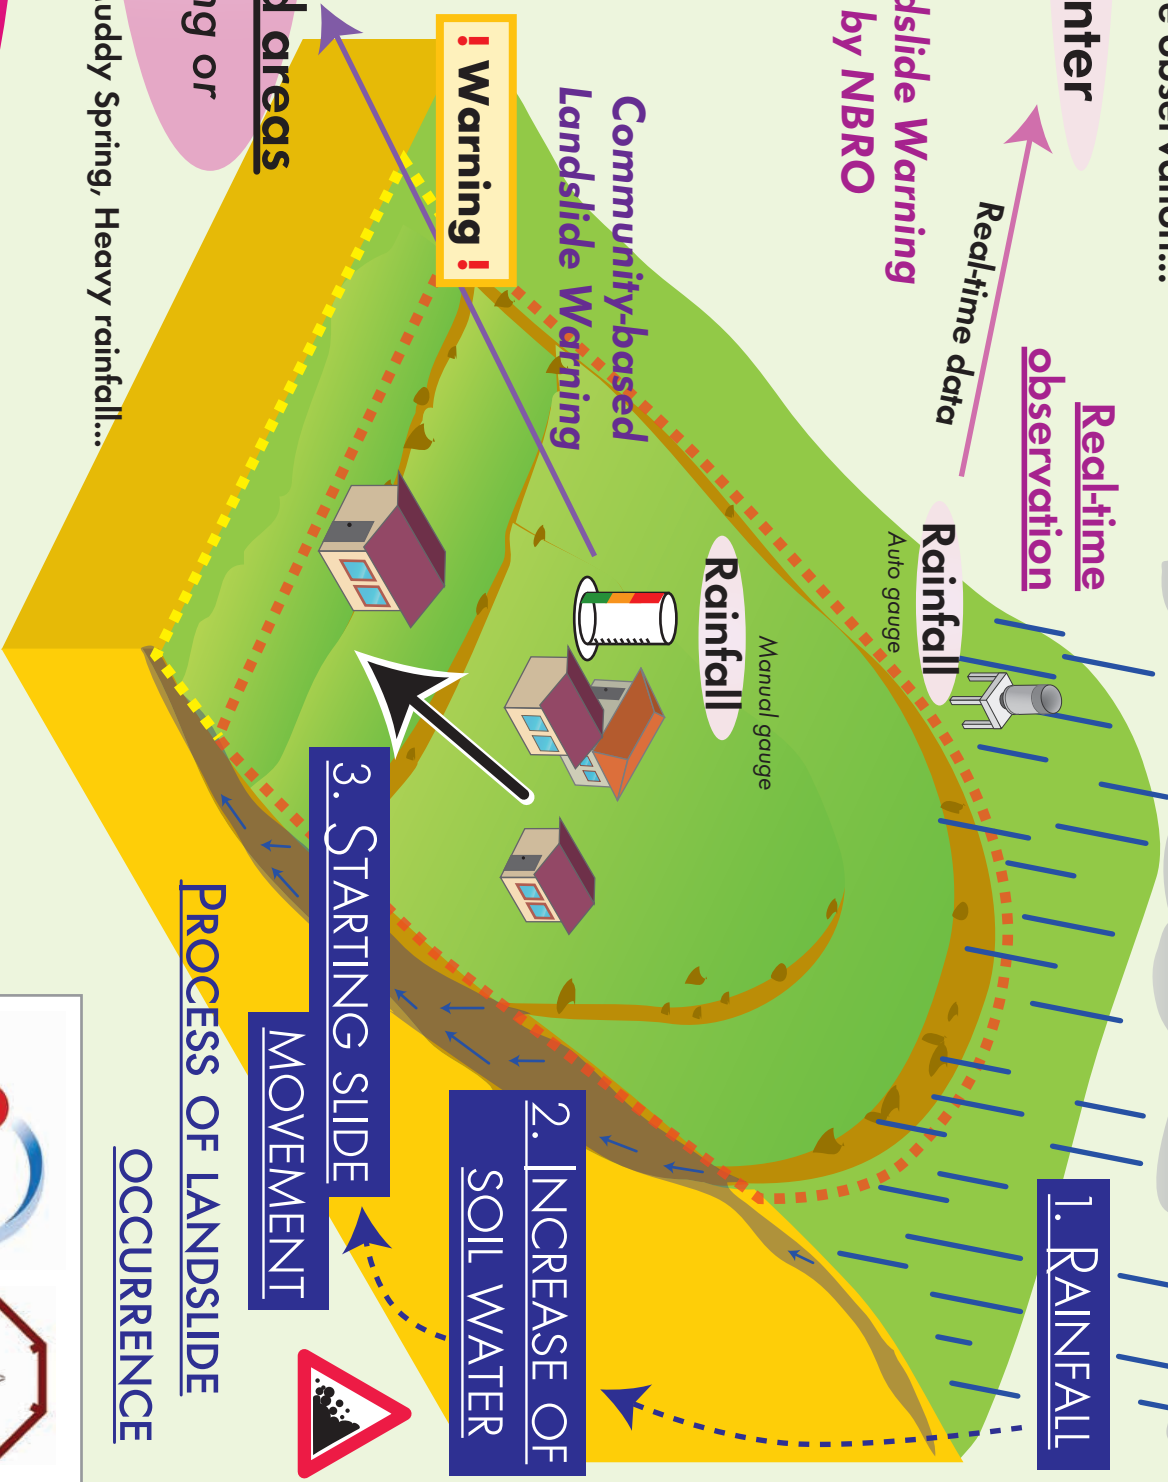 observation...
nter
dslide Warning
by NBRO
Real-time data
Real-time
observation
Rainfall
Auto gauge
Community-based
Landslide Warning
! Warning !
Rainfall
Manual gauge
areas
ng or
uddy Spring, Heavy rainfall...
1. RAINFALL
2. INCREASE OF
SOIL WATER
3. STARTING SLIDE
MOVEMENT
PROCESS OF LANDSLIDE
OCCURRENCE